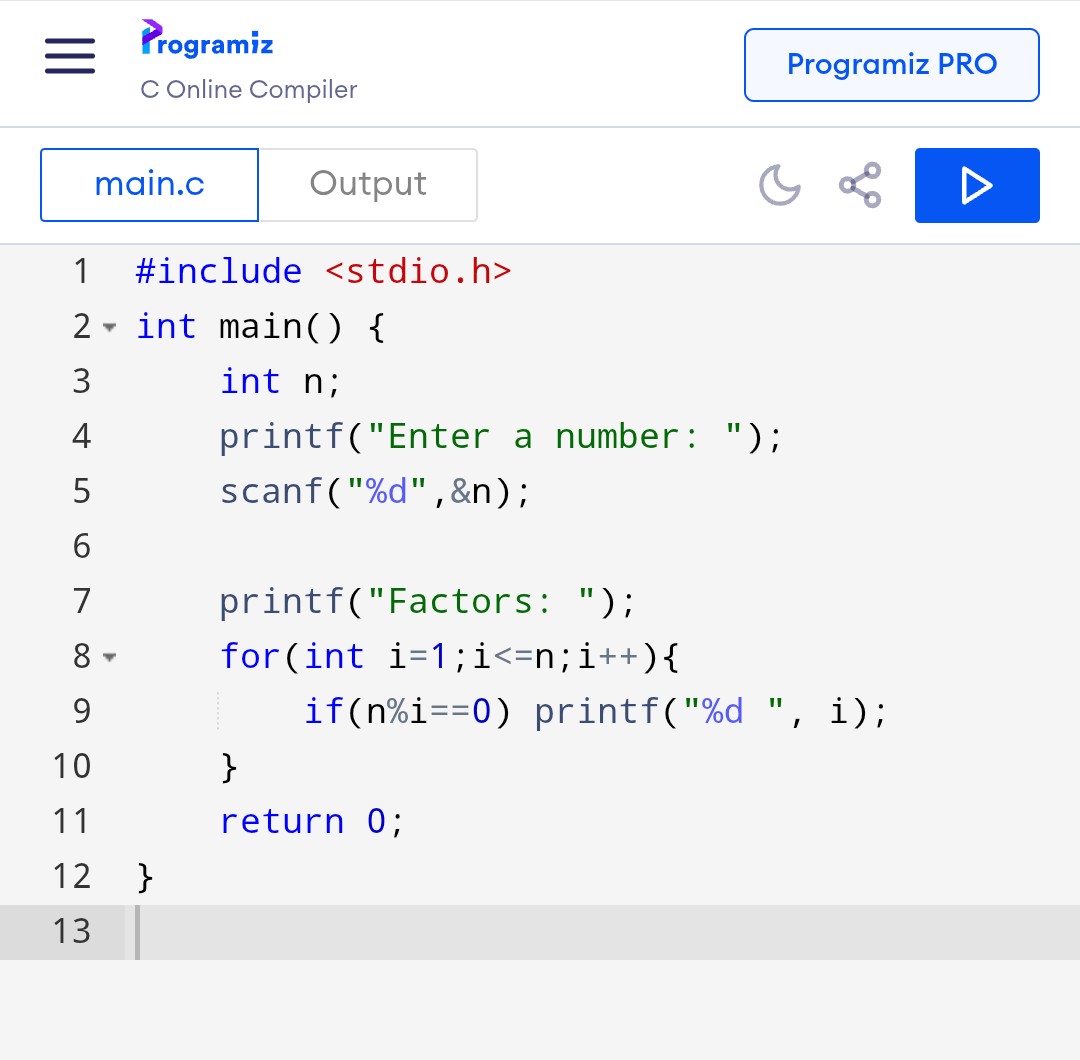 Programiz
C Online Compiler
Programiz PRO
main.c
Output
1 #include <stdio.h>
2 int main() {
3     int n;
4     printf("Enter a number: ");
5     scanf("%d",&n);
6
7     printf("Factors: ");
8     for(int i=1;i<=n;i++){
9         if(n%i==0) printf("%d ", i);
10     }
11     return 0;
12 }
13